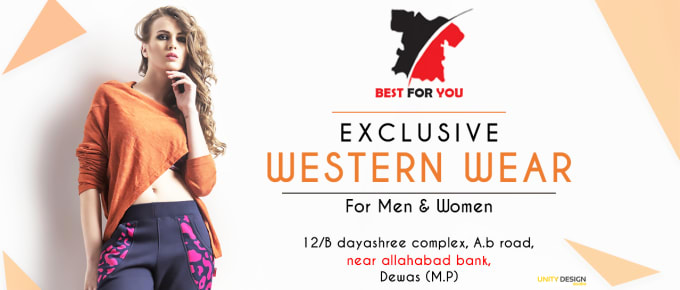 BEST FOR YOU
EXCLUSIVE
WESTERN WEAR
For Men & Women
12/B dayashree complex, A.b road,
near allahabad bank,
Dewas (M.P)
UNITY DESIGN